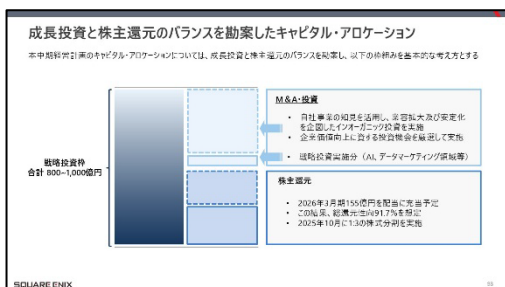 成長投資と株主還元のバランスを勘案したキャピタル・アロケーション
本中期経営計画のキャピタル・アロケーションについては、成長投資と株主還元のバランスを勘案し、以下の枠組みを基本的な考え方とする
戦略投資枠
合計 800~1,000億円
M&A・投資
• 自社事業の知見を活用し、業容拡大及び安定化
を企図したインオーガニック投資を実施
• 企業価値向上に資する投資機会を厳選して実施
• 戦略投資実施分（AI、データマーケティング領域等）
株主還元
• 2026年3月期155億円を配当に充当予定
• この結果、総還元性向91.7%を想定
• 2025年10月に1:3の株式分割を実施
SQUARE ENIX